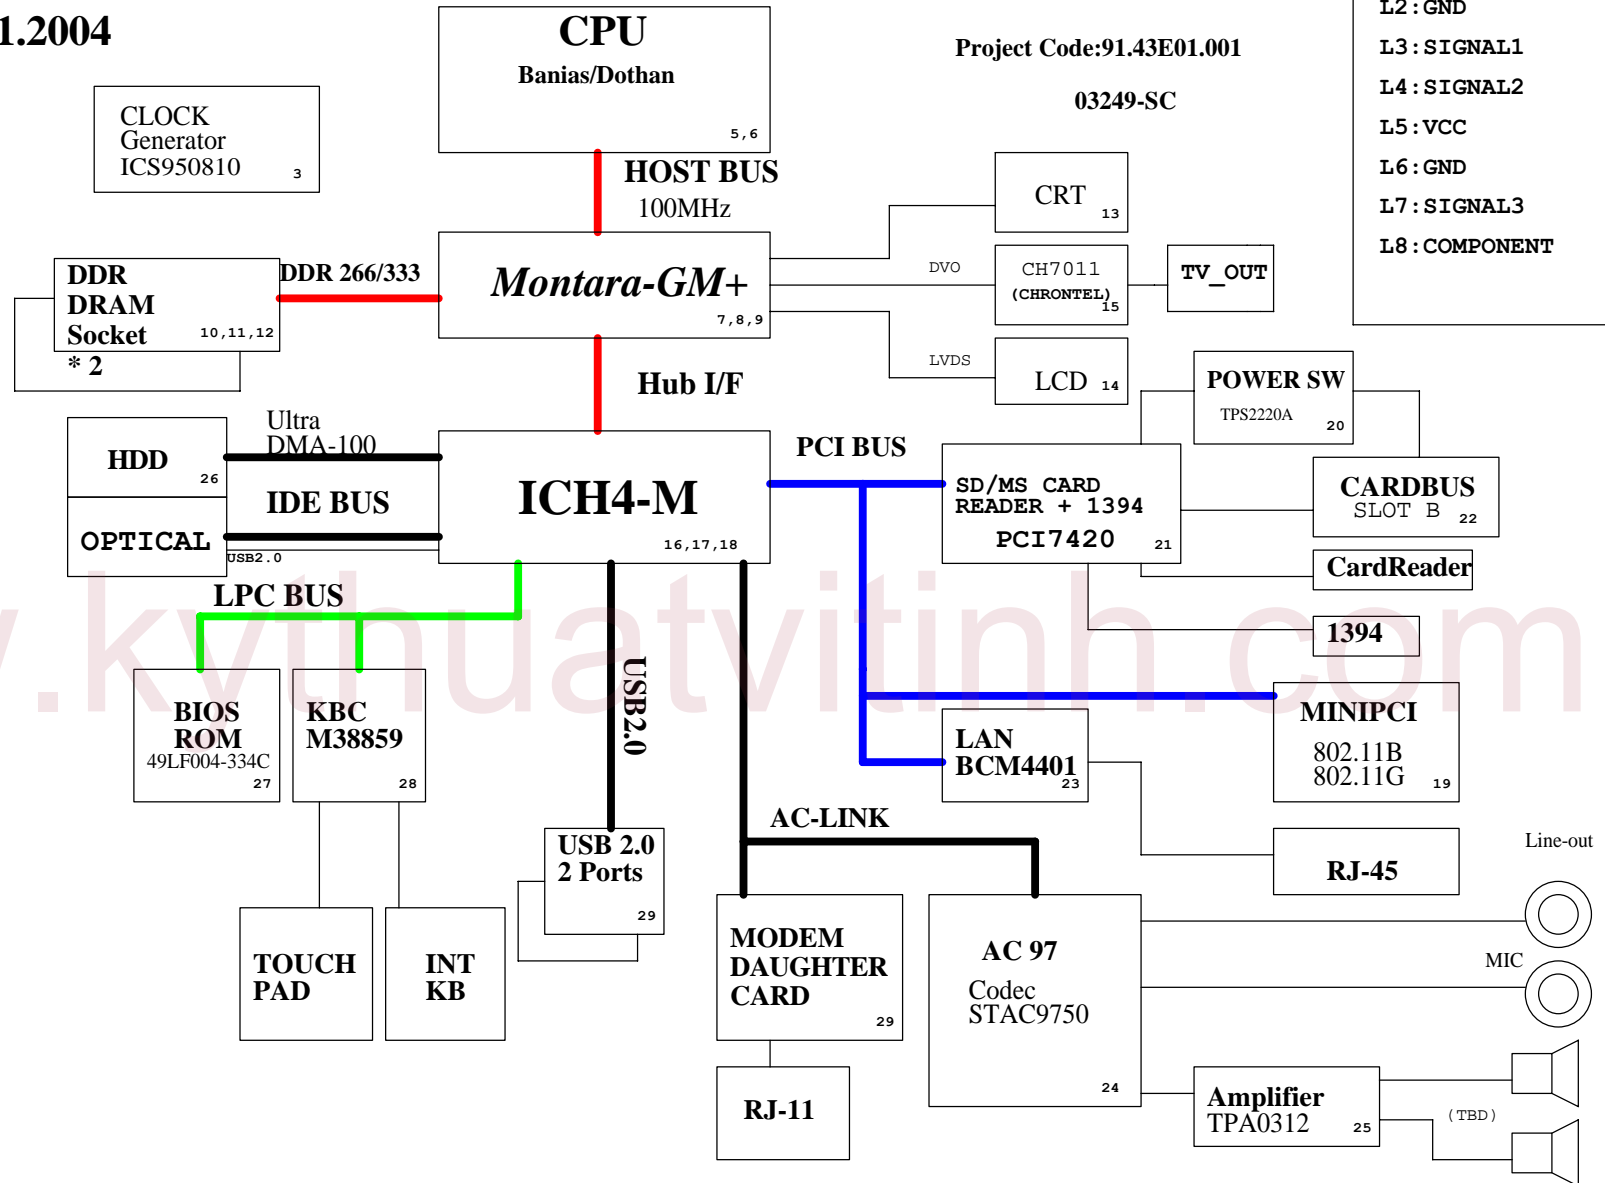 1.2004
CPU
Banias/Dothan
5,6
Project Code:91.43E01.001
03249-SC
L2:GND
L3:SIGNAL1
L4:SIGNAL2
L5:VCC
L6:GND
L7:SIGNAL3
L8:COMPONENT
CLOCK
Generator
ICS950810
3
HOST BUS
100MHz
CRT
13
DDR
DRAM
Socket
* 2
10,11,12
DDR 266/333
Montara-GM+
7,8,9
DVO
CH7011
(CHRONTEL)
15
TV_OUT
LVDS
LCD
14
Hub I/F
POWER SW
TPS2220A
20
HDD
26
Ultra
DMA-100
IDE BUS
OPTICAL
USB2.0
ICH4-M
16,17,18
PCI BUS
SD/MS CARD
READER + 1394
PCI7420
21
CARDBUS
SLOT B
22
CardReader
1394
LPC BUS
.kythuatvitinh.com
BIOS
ROM
49LF004-334C
27
KBC
M38859
28
USB2.0
LAN
BCM4401
23
MINIPCI
802.11B
802.11G
19
AC-LINK
USB 2.0
2 Ports
29
RJ-45
Line-out
TOUCH
PAD
INT
KB
MODEM
DAUGHTER
CARD
29
AC 97
Codec
STAC9750
24
MIC
RJ-11
Amplifier
TPA0312
25
(TBD)